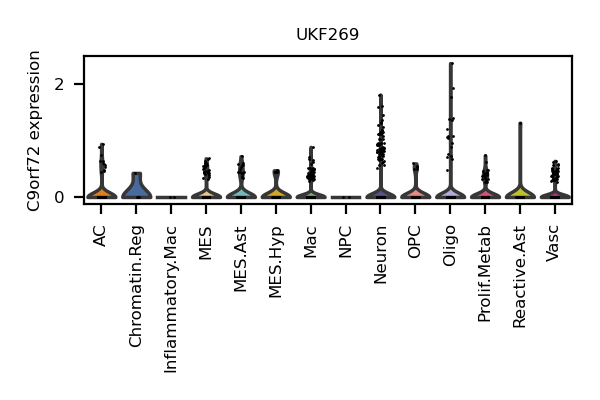 UKF269
C9orf72 expression
2
0
AC
Chromatin.Reg
Inflammatory.Mac
MES
MES.Ast
MES.Hyp
Mac
NPC
Neuron
OPC
Oligo
Prolif.Metab
Reactive.Ast
Vasc